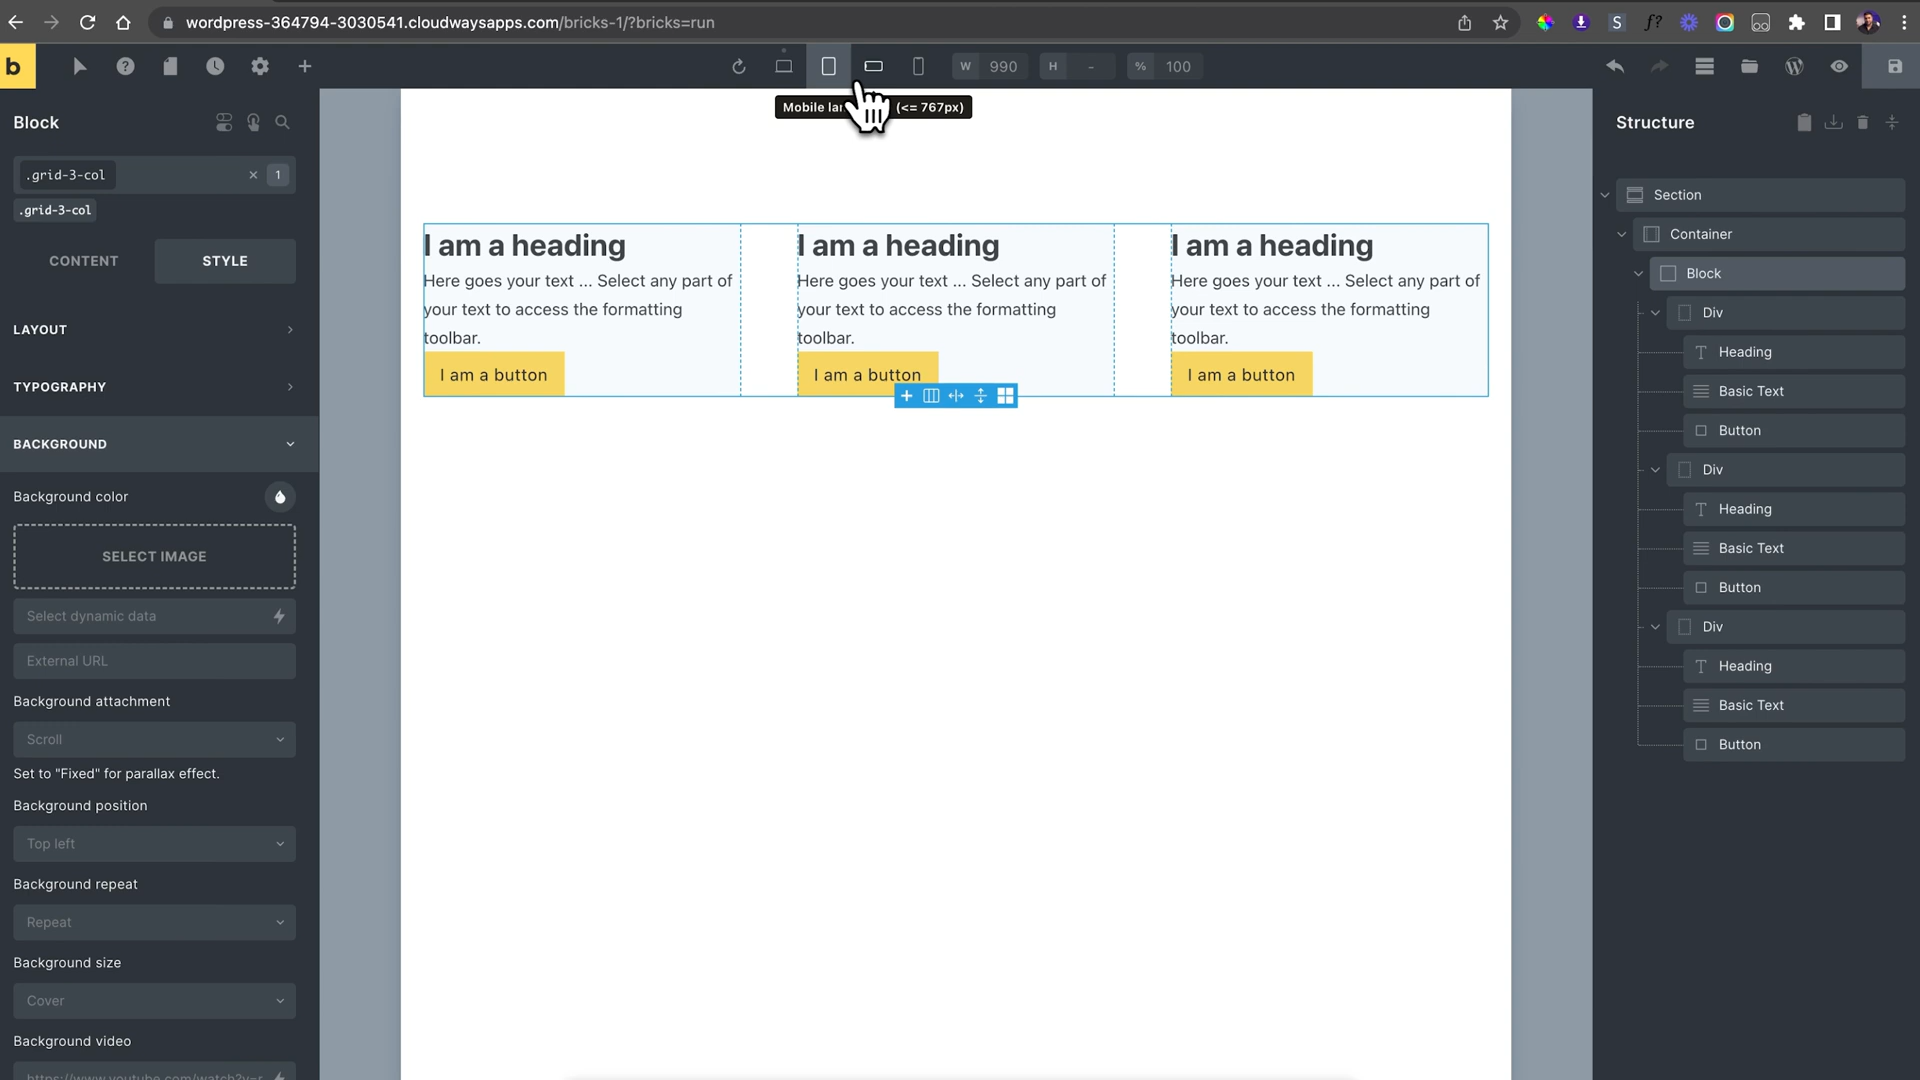 wordpress-364794-3030541.cloudwaysapps.com/bricks-1/?bricks=run
b
W 990
H -
% 100
Mobile la
(<= 767px)
Block
.grid-3-col
× 1
.grid-3-col
CONTENT
STYLE
LAYOUT
TYPOGRAPHY
BACKGROUND
Background color
SELECT IMAGE
Select dynamic data
External URL
Background attachment
Scroll
Set to "Fixed" for parallax effect.
Background position
Top left
Background repeat
Repeat
Background size
Cover
Background video
https://www.youtube.com/watch?v=r
I am a heading
Here goes your text ... Select any part of
your text to access the formatting
toolbar.
I am a button
I am a heading
Here goes your text ... Select any part of
your text to access the formatting
toolbar.
I am a button
I am a heading
Here goes your text ... Select any part of
your text to access the formatting
toolbar.
I am a button
Structure
Section
Container
Block
Div
Heading
Basic Text
Button
Div
Heading
Basic Text
Button
Div
Heading
Basic Text
Button